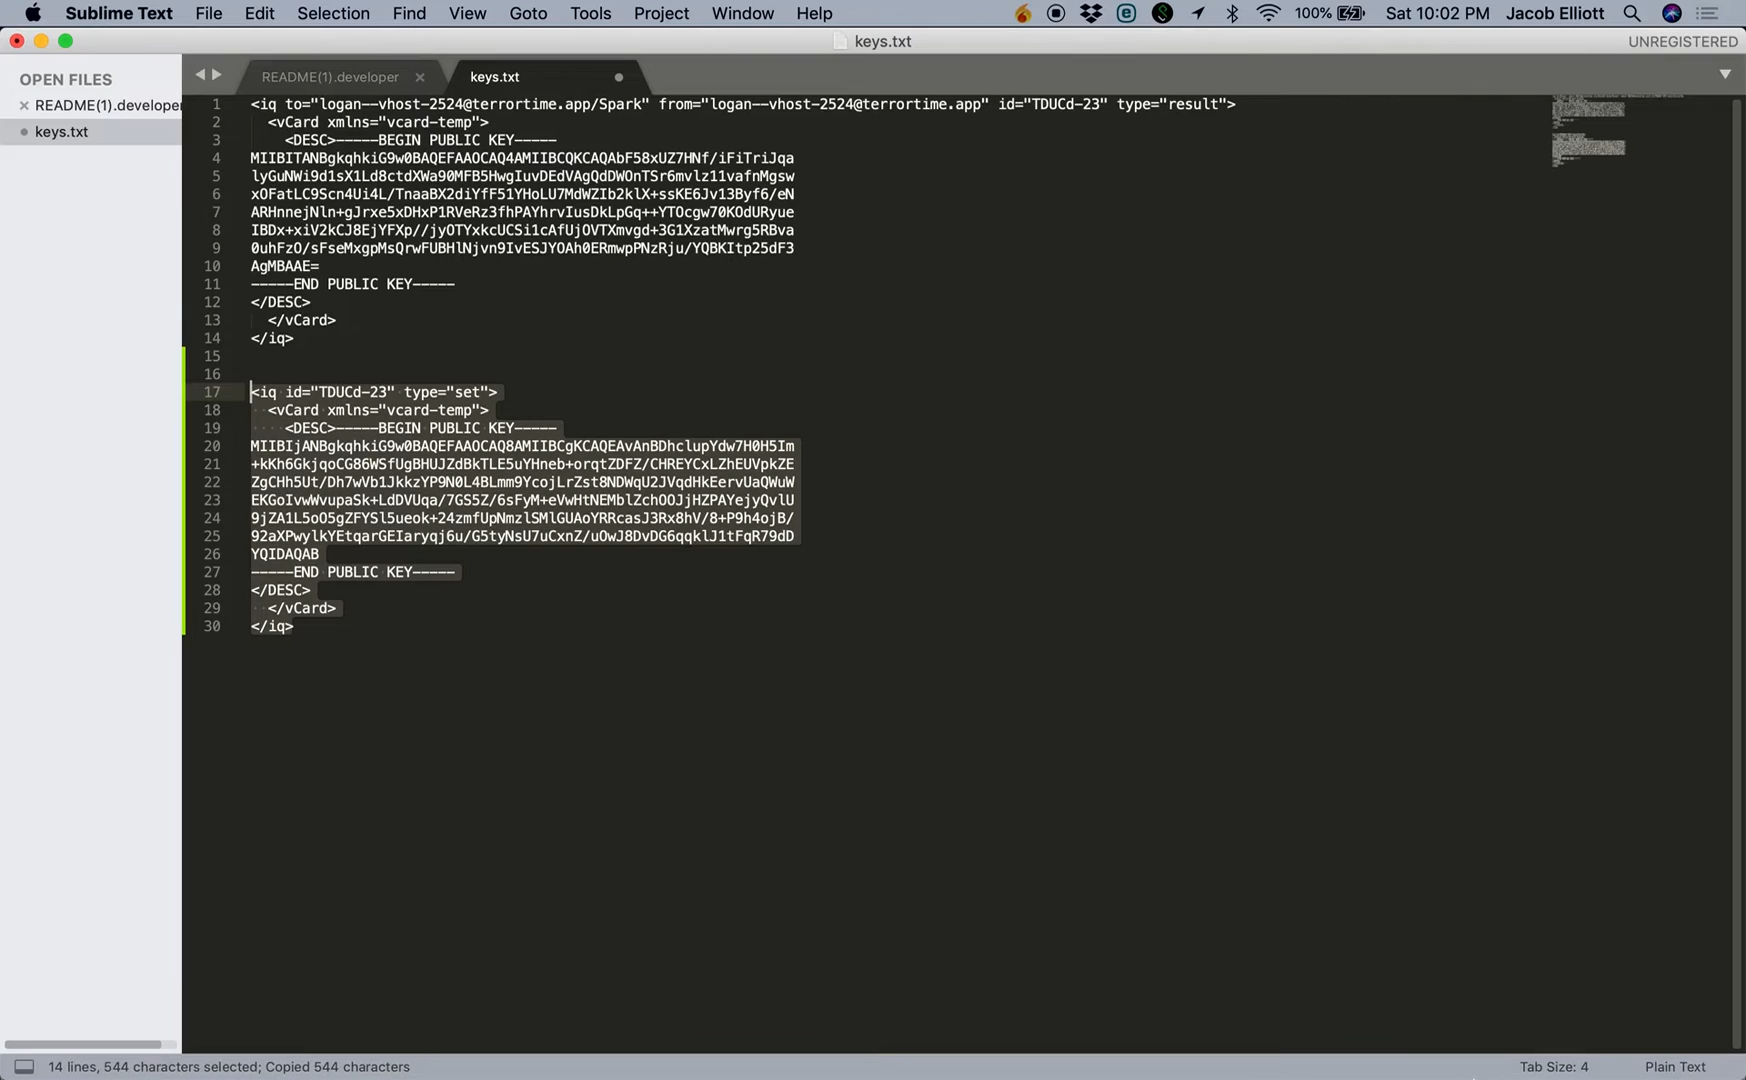 Sublime Text File Edit Selection Find View Goto Tools Project Window Help 100% Sat 10:02 PM Jacob Elliott
keys.txt UNREGISTERED
OPEN FILES
README(1).developer
keys.txt
README(1).developer keys.txt
1 <iq to="logan--vhost-2524@terrortime.app/Spark" from="logan--vhost-2524@terrortime.app" id="TDUCd-23" type="result">
2 <vCard xmlns="vcard-temp">
3 <DESC>-----BEGIN PUBLIC KEY-----
4 MIIBITANBgkqhkiG9w0BAQEFAAOCAQ4AMIIBCQKCAQAbF58xUZ7HNf/iFiTriJqa
5 lyGuNWi9d1sX1Ld8ctdXWa90MFB5HwgIuvDEdVAgQdDWOnTSr6mvlz11vafnMgsw
6 xOFatLC9Scn4Ui4L/TnaaBX2diYfF51YHoLU7MdWZIb2klX+ssKE6Jv13Byf6/eN
7 ARHnnejNln+gJrxe5xDHxP1RVeRz3fhPAYhrvIusDkLpGq++YTOcgw70KOdURyue
8 IBDx+xiV2kCJ8EjYFXp//jyOTYxkcUCSi1cAfUjOVTXmvgd+3G1XzatMwrg5RBva
9 0uhFzO/sFseMxgpMsQrwFUBHlNjvn9IvESJYOAh0ERmwpPNzRju/YQBKItp25dF3
10 AgMBAAE=
11 -----END PUBLIC KEY-----
12 </DESC>
13 </vCard>
14 </iq>
15
16
17 <iq id="TDUCd-23" type="set">
18 <vCard xmlns="vcard-temp">
19 <DESC>-----BEGIN PUBLIC KEY-----
20 MIIBIjANBgkqhkiG9w0BAQEFAAOCAQ8AMIIBCgKCAQEAvAnBDhclupYdw7H0H5Im
21 +kKh6GkjqoCG86WSfUgBHUJZdBkTLE5uYHneb+orqtZDFZ/CHREYCxLZhEUVpkZE
22 ZgCHh5Ut/Dh7wVb1JkkzYP9N0L4BLmm9YcojLrZst8NDWqU2JVqdHkEervUaQWuW
23 EKGoIvwWvupaSk+LdDVUqa/7GS5Z/6sFyM+eVwHtNEMblZchOOJjHZPAYejyQvlU
24 9jZA1L5oO5gZFYSl5ueok+24zmfUpNmzlSMlGUAoYRRcasJ3Rx8hV/8+P9h4ojB/
25 92aXPwylkYEtqarGEIaryqj6u/G5tyNsU7uCxnZ/uOwJ8DvDG6qqklJ1tFqR79dD
26 YQIDAQAB
27 -----END PUBLIC KEY-----
28 </DESC>
29 </vCard>
30 </iq>
14 lines, 544 characters selected; Copied 544 characters Tab Size: 4 Plain Text